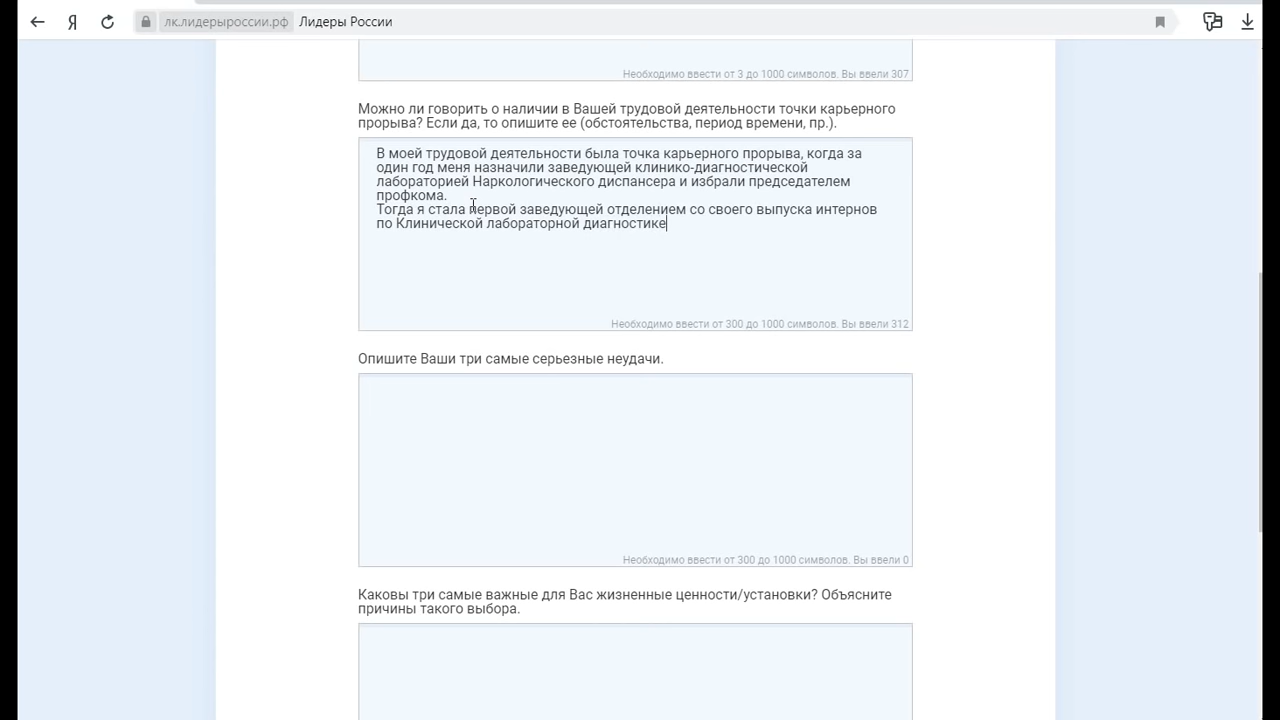 лк.лидерыроссии.рф Лидеры России
Необходимо ввести от 3 до 1000 символов. Вы ввели 307
Можно ли говорить о наличии в Вашей трудовой деятельности точки карьерного
прорыва? Если да, то опишите ее (обстоятельства, период времени, пр.).
В моей трудовой деятельности была точка карьерного прорыва, когда за
один год меня назначили заведующей клинико-диагностической
лабораторией Наркологического диспансера и избрали председателем
профкома.
Тогда я стала первой заведующей отделением со своего выпуска интернов
по Клинической лабораторной диагностике
Необходимо ввести от 300 до 1000 символов. Вы ввели 312
Опишите Ваши три самые серьезные неудачи.
Необходимо ввести от 300 до 1000 символов. Вы ввели 0
Каковы три самые важные для Вас жизненные ценности/установки? Объясните
причины такого выбора.